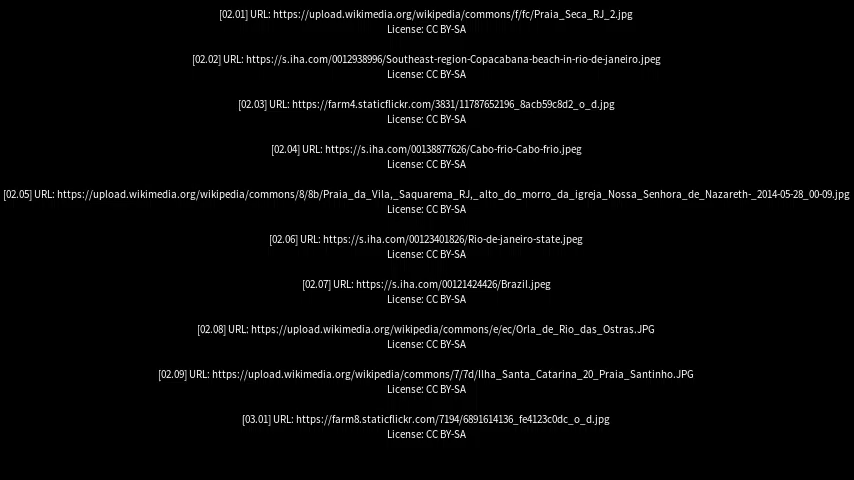 [02.01] URL: https://upload.wikimedia.org/wikipedia/commons/f/fc/Praia_Seca_RJ_2.jpg
License: CC BY-SA
[02.02] URL: https://s.iha.com/0012938996/Southeast-region-Copacabana-beach-in-rio-de-janeiro.jpeg
License: CC BY-SA
[02.03] URL: https://farm4.staticflickr.com/3831/11787652196_8acb59c8d2_o_d.jpg
License: CC BY-SA
[02.04] URL: https://s.iha.com/00138877626/Cabo-frio-Cabo-frio.jpeg
License: CC BY-SA
[02.05] URL: https://upload.wikimedia.org/wikipedia/commons/8/8b/Praia_da_Vila,_Saquarema_RJ,_alto_do_morro_da_igreja_Nossa_Senhora_de_Nazareth-_2014-05-28_00-09.jpg
License: CC BY-SA
[02.06] URL: https://s.iha.com/00123401826/Rio-de-janeiro-state.jpeg
License: CC BY-SA
[02.07] URL: https://s.iha.com/00121424426/Brazil.jpeg
License: CC BY-SA
[02.08] URL: https://upload.wikimedia.org/wikipedia/commons/e/ec/Orla_de_Rio_das_Ostras.JPG
License: CC BY-SA
[02.09] URL: https://upload.wikimedia.org/wikipedia/commons/7/7d/Ilha_Santa_Catarina_20_Praia_Santinho.JPG
License: CC BY-SA
[03.01] URL: https://farm8.staticflickr.com/7194/6891614136_fe4123c0dc_o_d.jpg
License: CC BY-SA